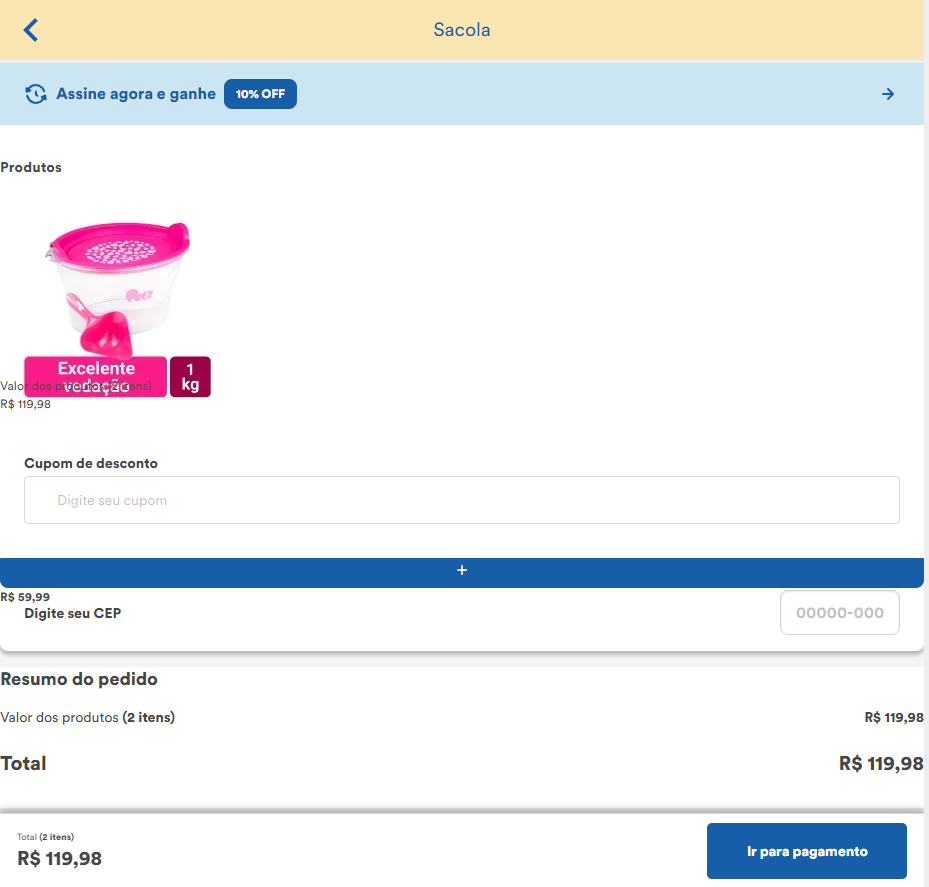 Sacola
Assine agora e ganhe 10% OFF
Produtos
Petz
Excelente
vedação
1
kg
Valor dos produtos (2 itens)
R$ 119,98
Cupom de desconto
Digite seu cupom
+
R$ 59,99
Digite seu CEP
00000-000
Resumo do pedido
Valor dos produtos (2 itens) R$ 119,98
Total R$ 119,98
Total (2 itens)
R$ 119,98
Ir para pagamento